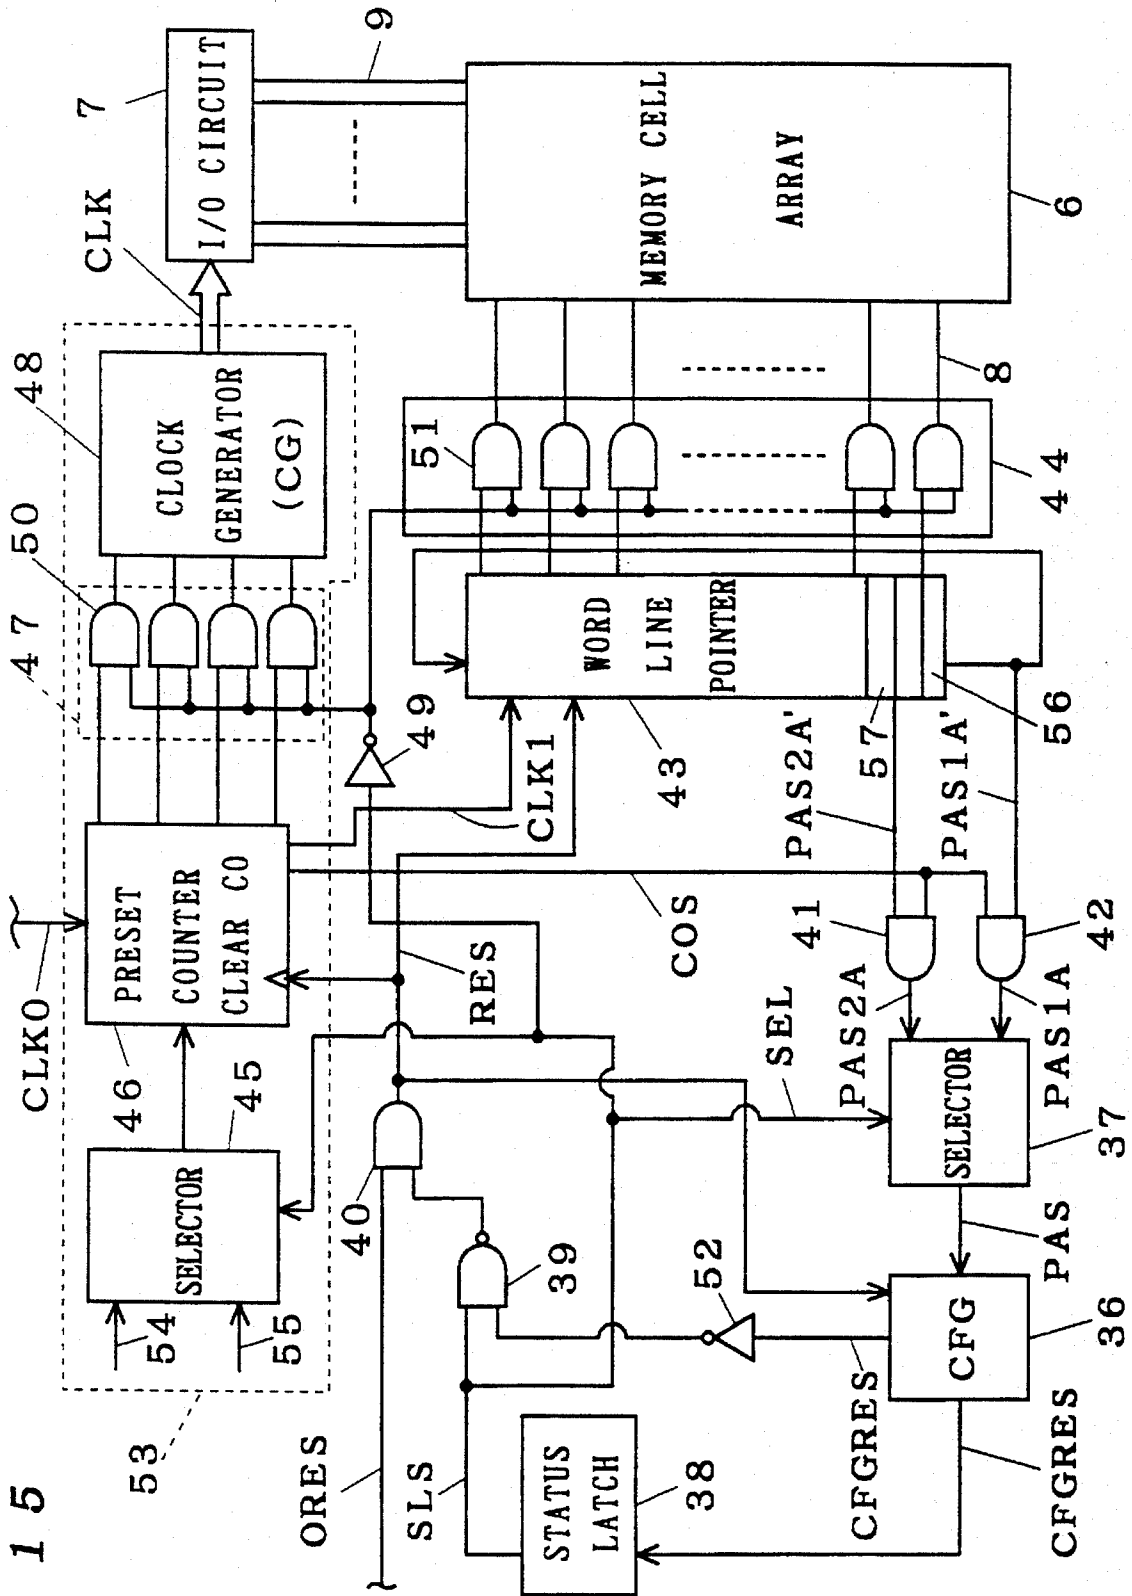 15
53
54
55
SELECTOR
45
46
CLK0
PRESET
COUNTER
CLEAR CO
47
50
48
CLOCK
GENERATOR
(CG)
CLK
7
I/O CIRCUIT
9
MEMORY CELL
ARRAY
6
8
51
44
49
CLK1
WORD
LINE
POINTER
43
57
56
PAS2A'
PAS1A'
RES
COS
41
42
PAS2A
PAS1A
SEL
SELECTOR
37
PAS
40
39
52
CFG
36
CFGRES
CFGRES
ORES
SLS
STATUS
LATCH
38